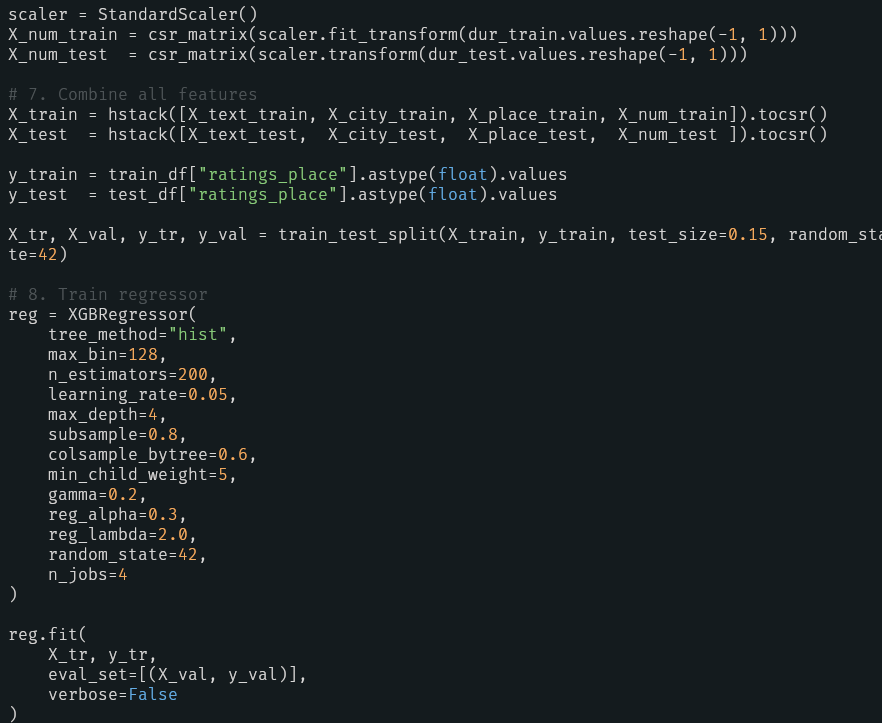 scaler = StandardScaler()
X_num_train = csr_matrix(scaler.fit_transform(dur_train.values.reshape(-1, 1)))
X_num_test  = csr_matrix(scaler.transform(dur_test.values.reshape(-1, 1)))

# 7. Combine all features
X_train = hstack([X_text_train, X_city_train, X_place_train, X_num_train]).tocsr()
X_test  = hstack([X_text_test,  X_city_test,  X_place_test,  X_num_test ]).tocsr()

y_train = train_df["ratings_place"].astype(float).values
y_test  = test_df["ratings_place"].astype(float).values

X_tr, X_val, y_tr, y_val = train_test_split(X_train, y_train, test_size=0.15, random_sta
te=42)

# 8. Train regressor
reg = XGBRegressor(
    tree_method="hist",
    max_bin=128,
    n_estimators=200,
    learning_rate=0.05,
    max_depth=4,
    subsample=0.8,
    colsample_bytree=0.6,
    min_child_weight=5,
    gamma=0.2,
    reg_alpha=0.3,
    reg_lambda=2.0,
    random_state=42,
    n_jobs=4
)

reg.fit(
    X_tr, y_tr,
    eval_set=[(X_val, y_val)],
    verbose=False
)